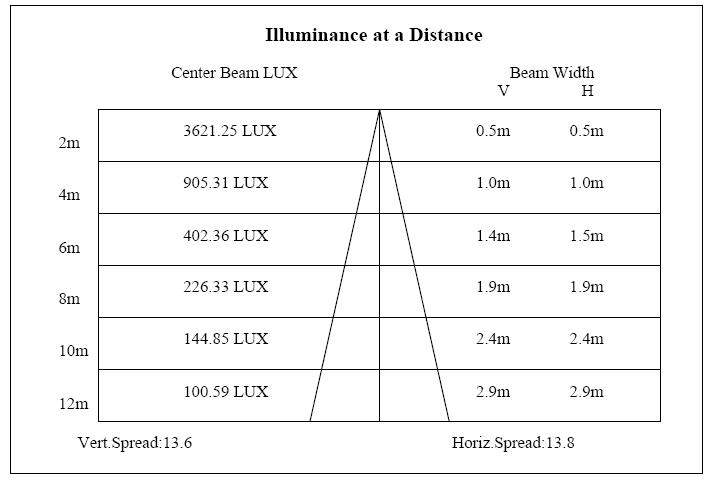 Illuminance at a Distance
Center Beam LUX Beam Width
V H
2m 3621.25 LUX 0.5m 0.5m
4m 905.31 LUX 1.0m 1.0m
6m 402.36 LUX 1.4m 1.5m
8m 226.33 LUX 1.9m 1.9m
10m 144.85 LUX 2.4m 2.4m
12m 100.59 LUX 2.9m 2.9m
Vert.Spread:13.6 Horiz.Spread:13.8